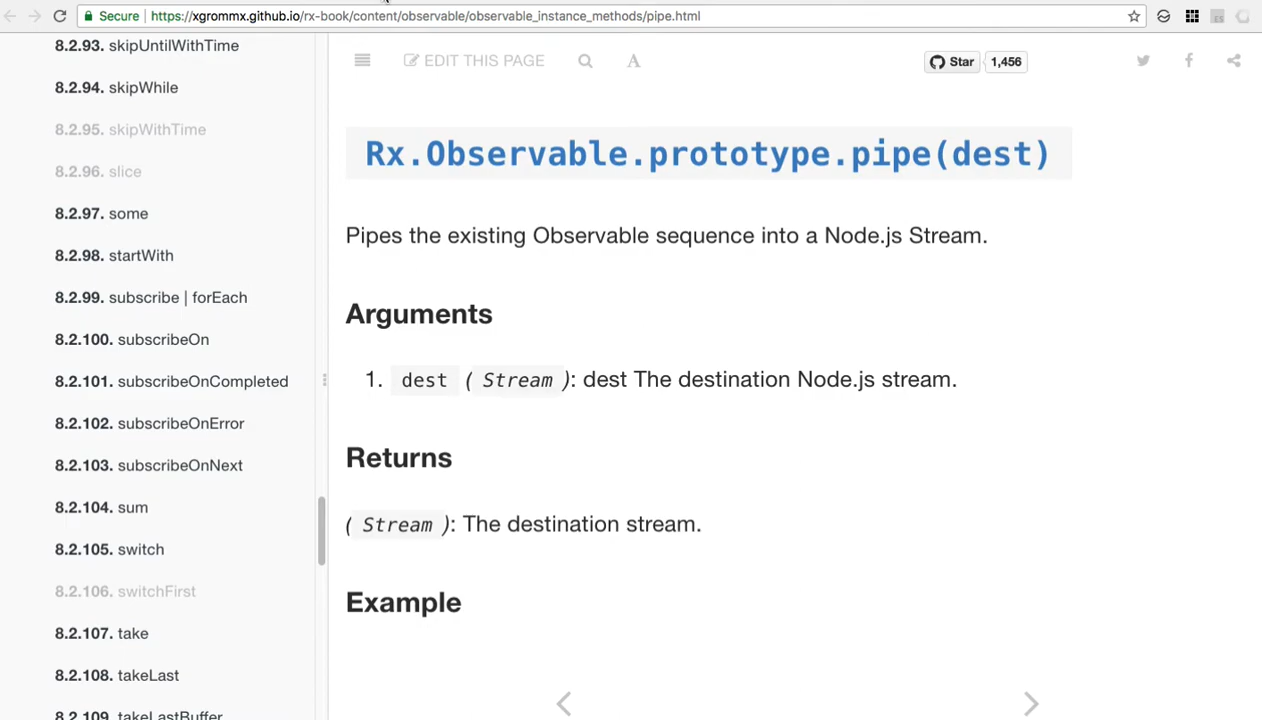 Secure | https://xgrommx.github.io/rx-book/content/observable/observable_instance_methods/pipe.html
8.2.93. skipUntilWithTime
8.2.94. skipWhile
8.2.95. skipWithTime
8.2.96. slice
8.2.97. some
8.2.98. startWith
8.2.99. subscribe | forEach
8.2.100. subscribeOn
8.2.101. subscribeOnCompleted
8.2.102. subscribeOnError
8.2.103. subscribeOnNext
8.2.104. sum
8.2.105. switch
8.2.106. switchFirst
8.2.107. take
8.2.108. takeLast
8.2.109. takeLastBuffer
EDIT THIS PAGE
A
Star 1,456
Rx.Observable.prototype.pipe(dest)
Pipes the existing Observable sequence into a Node.js Stream.
Arguments
1. dest ( Stream ): dest The destination Node.js stream.
Returns
( Stream ): The destination stream.
Example